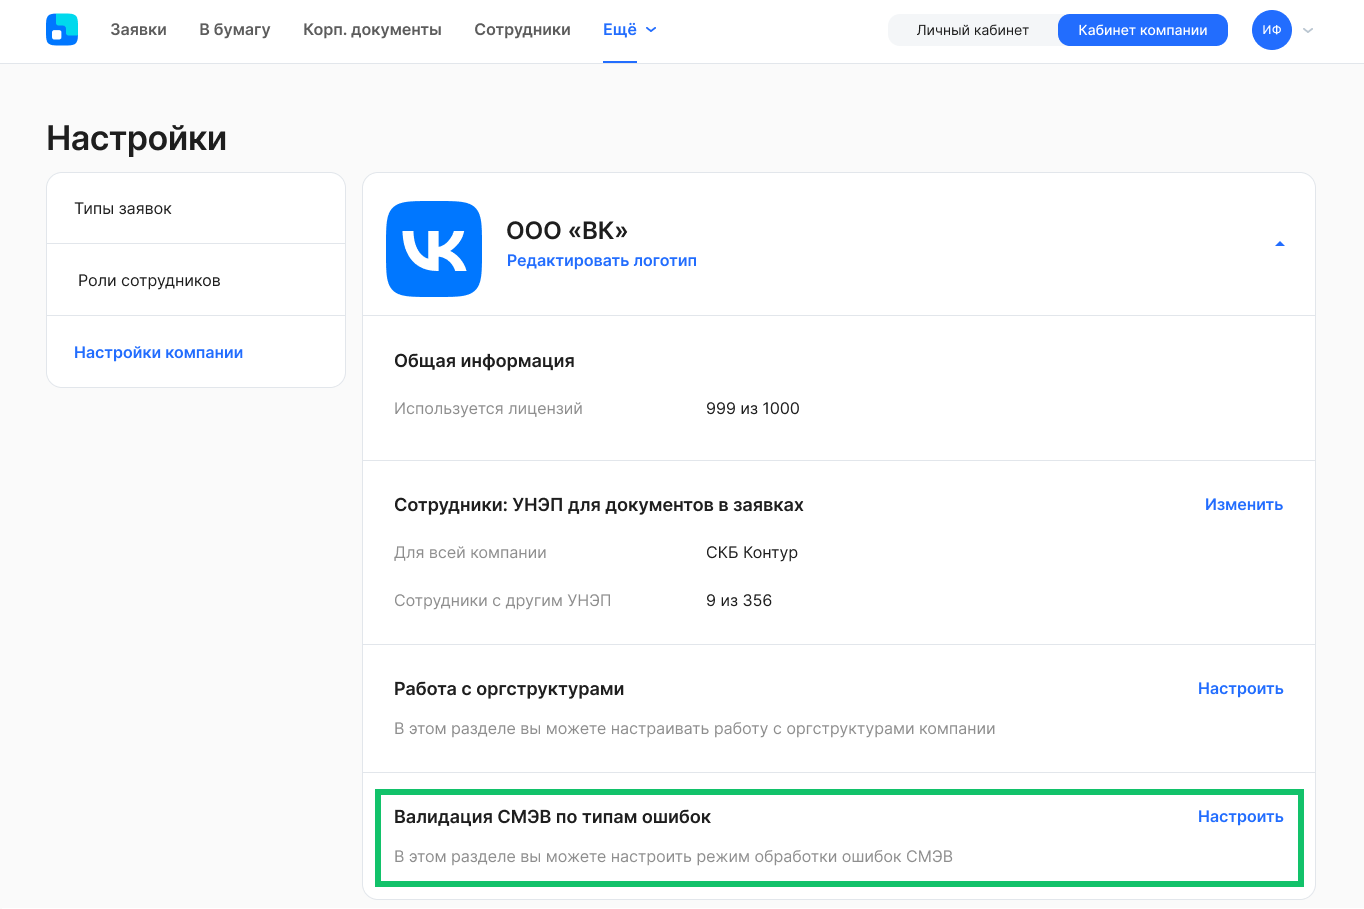 Заявки В бумагу Корп. документы Сотрудники Ещё Личный кабинет Кабинет компании ИФ
Настройки
Типы заявок
Роли сотрудников
Настройки компании
VK
ООО «ВК»
Редактировать логотип
Общая информация
Используется лицензий 999 из 1000
Сотрудники: УНЭП для документов в заявках Изменить
Для всей компании СКБ Контур
Сотрудники с другим УНЭП 9 из 356
Работа с оргструктурами Настроить
В этом разделе вы можете настраивать работу с оргструктурами компании
Валидация СМЭВ по типам ошибок Настроить
В этом разделе вы можете настроить режим обработки ошибок СМЭВ